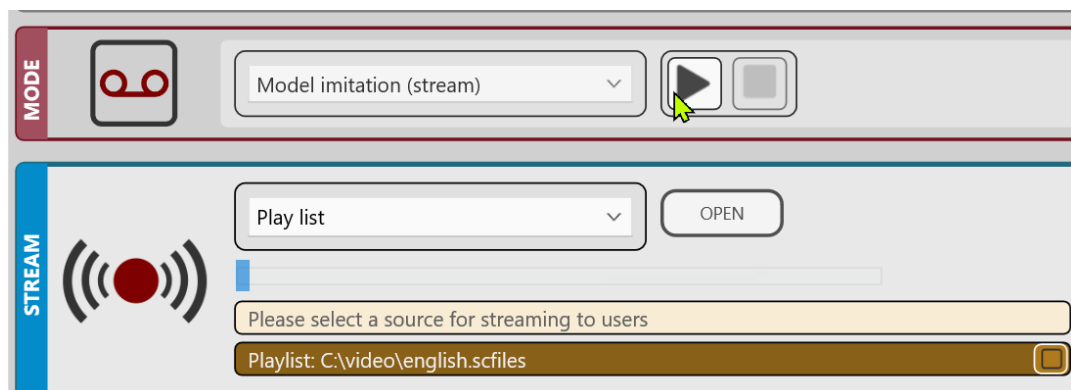 MODE
Model imitation (stream)
STREAM
Play list
OPEN
Please select a source for streaming to users
Playlist: C:\video\english.scfiles